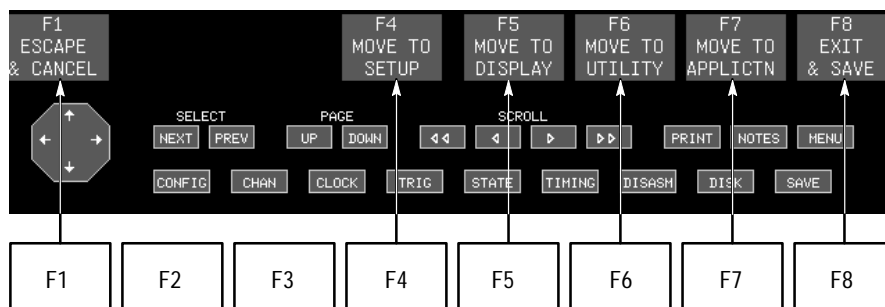 F1 F4 F5 F6 F7 F8
ESCAPE MOVE TO MOVE TO MOVE TO MOVE TO EXIT
& CANCEL SETUP DISPLAY UTILITY APPLICTN & SAVE
SELECT PAGE SCROLL
NEXT PREV UP DOWN PRINT NOTES MENU
CONFIG CHAN CLOCK TRIG STATE TIMING DISASM DISK SAVE
F1 F2 F3 F4 F5 F6 F7 F8